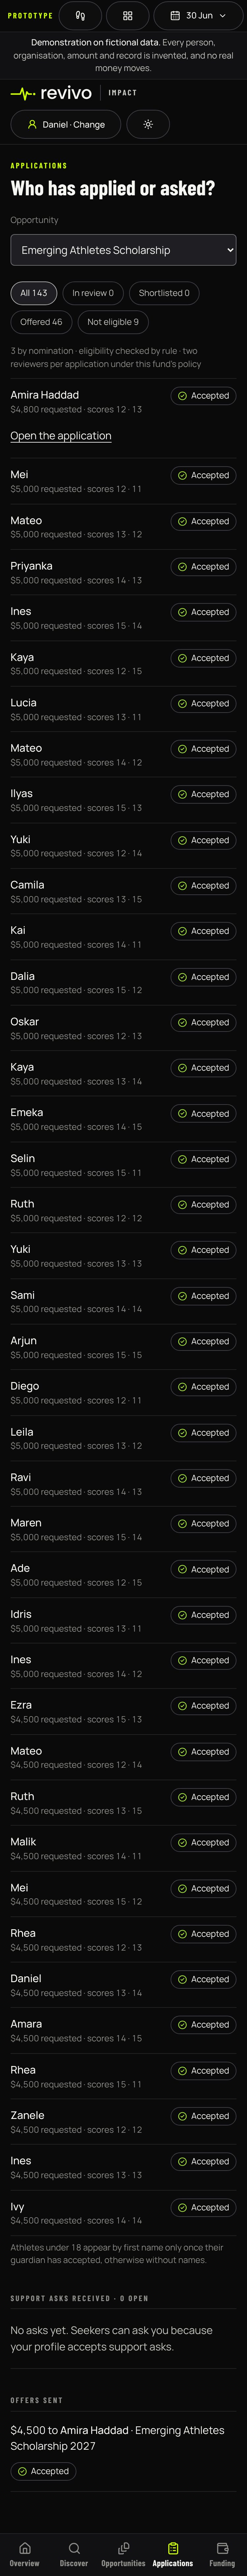 PROTOTYPE
30 Jun
Demonstration on fictional data. Every person,
organisation, amount and record is invented, and no real
money moves.
revivo
IMPACT
Daniel · Change
APPLICATIONS
Who has applied or asked?
Opportunity
Emerging Athletes Scholarship
All 143
In review 0
Shortlisted 0
Offered 46
Not eligible 9
3 by nomination · eligibility checked by rule · two
reviewers per application under this fund's policy
Amira Haddad
Accepted
$4,800 requested · scores 12 · 13
Open the application
Mei
Accepted
$5,000 requested · scores 12 · 11
Mateo
Accepted
$5,000 requested · scores 13 · 12
Priyanka
Accepted
$5,000 requested · scores 14 · 13
Ines
Accepted
$5,000 requested · scores 15 · 14
Kaya
Accepted
$5,000 requested · scores 12 · 15
Lucia
Accepted
$5,000 requested · scores 13 · 11
Mateo
Accepted
$5,000 requested · scores 14 · 12
Ilyas
Accepted
$5,000 requested · scores 15 · 13
Yuki
Accepted
$5,000 requested · scores 12 · 14
Camila
Accepted
$5,000 requested · scores 13 · 15
Kai
Accepted
$5,000 requested · scores 14 · 11
Dalia
Accepted
$5,000 requested · scores 15 · 12
Oskar
Accepted
$5,000 requested · scores 12 · 13
Kaya
Accepted
$5,000 requested · scores 13 · 14
Emeka
Accepted
$5,000 requested · scores 14 · 15
Selin
Accepted
$5,000 requested · scores 15 · 11
Ruth
Accepted
$5,000 requested · scores 12 · 12
Yuki
Accepted
$5,000 requested · scores 13 · 13
Sami
Accepted
$5,000 requested · scores 14 · 14
Arjun
Accepted
$5,000 requested · scores 15 · 15
Diego
Accepted
$5,000 requested · scores 12 · 11
Leila
Accepted
$5,000 requested · scores 13 · 12
Ravi
Accepted
$5,000 requested · scores 14 · 13
Maren
Accepted
$5,000 requested · scores 15 · 14
Ade
Accepted
$5,000 requested · scores 12 · 15
Idris
Accepted
$5,000 requested · scores 13 · 11
Ines
Accepted
$5,000 requested · scores 14 · 12
Ezra
Accepted
$4,500 requested · scores 15 · 13
Mateo
Accepted
$4,500 requested · scores 12 · 14
Ruth
Accepted
$4,500 requested · scores 13 · 15
Malik
Accepted
$4,500 requested · scores 14 · 11
Mei
Accepted
$4,500 requested · scores 15 · 12
Rhea
Accepted
$4,500 requested · scores 12 · 13
Daniel
Accepted
$4,500 requested · scores 13 · 14
Amara
Accepted
$4,500 requested · scores 14 · 15
Rhea
Accepted
$4,500 requested · scores 15 · 11
Zanele
Accepted
$4,500 requested · scores 12 · 12
Ines
Accepted
$4,500 requested · scores 13 · 13
Ivy
Accepted
$4,500 requested · scores 14 · 14
Athletes under 18 appear by first name only once their
guardian has accepted, otherwise without names.
SUPPORT ASKS RECEIVED · 0 OPEN
No asks yet. Seekers can ask you because
your profile accepts support asks.
OFFERS SENT
$4,500 to Amira Haddad · Emerging Athletes
Scholarship 2027
Accepted
Overview
Discover
Opportunities
Applications
Funding